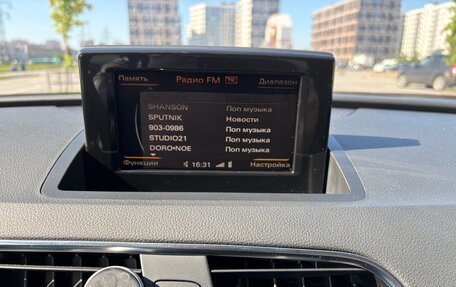 Память Радио FM TP Диапазон
SHANSON Поп музыка
SPUTNIK Новости
903-0986 Поп музыка
STUDIO21 Поп музыка
DORO*NOE Поп музыка
Функции 16:31 Настройка